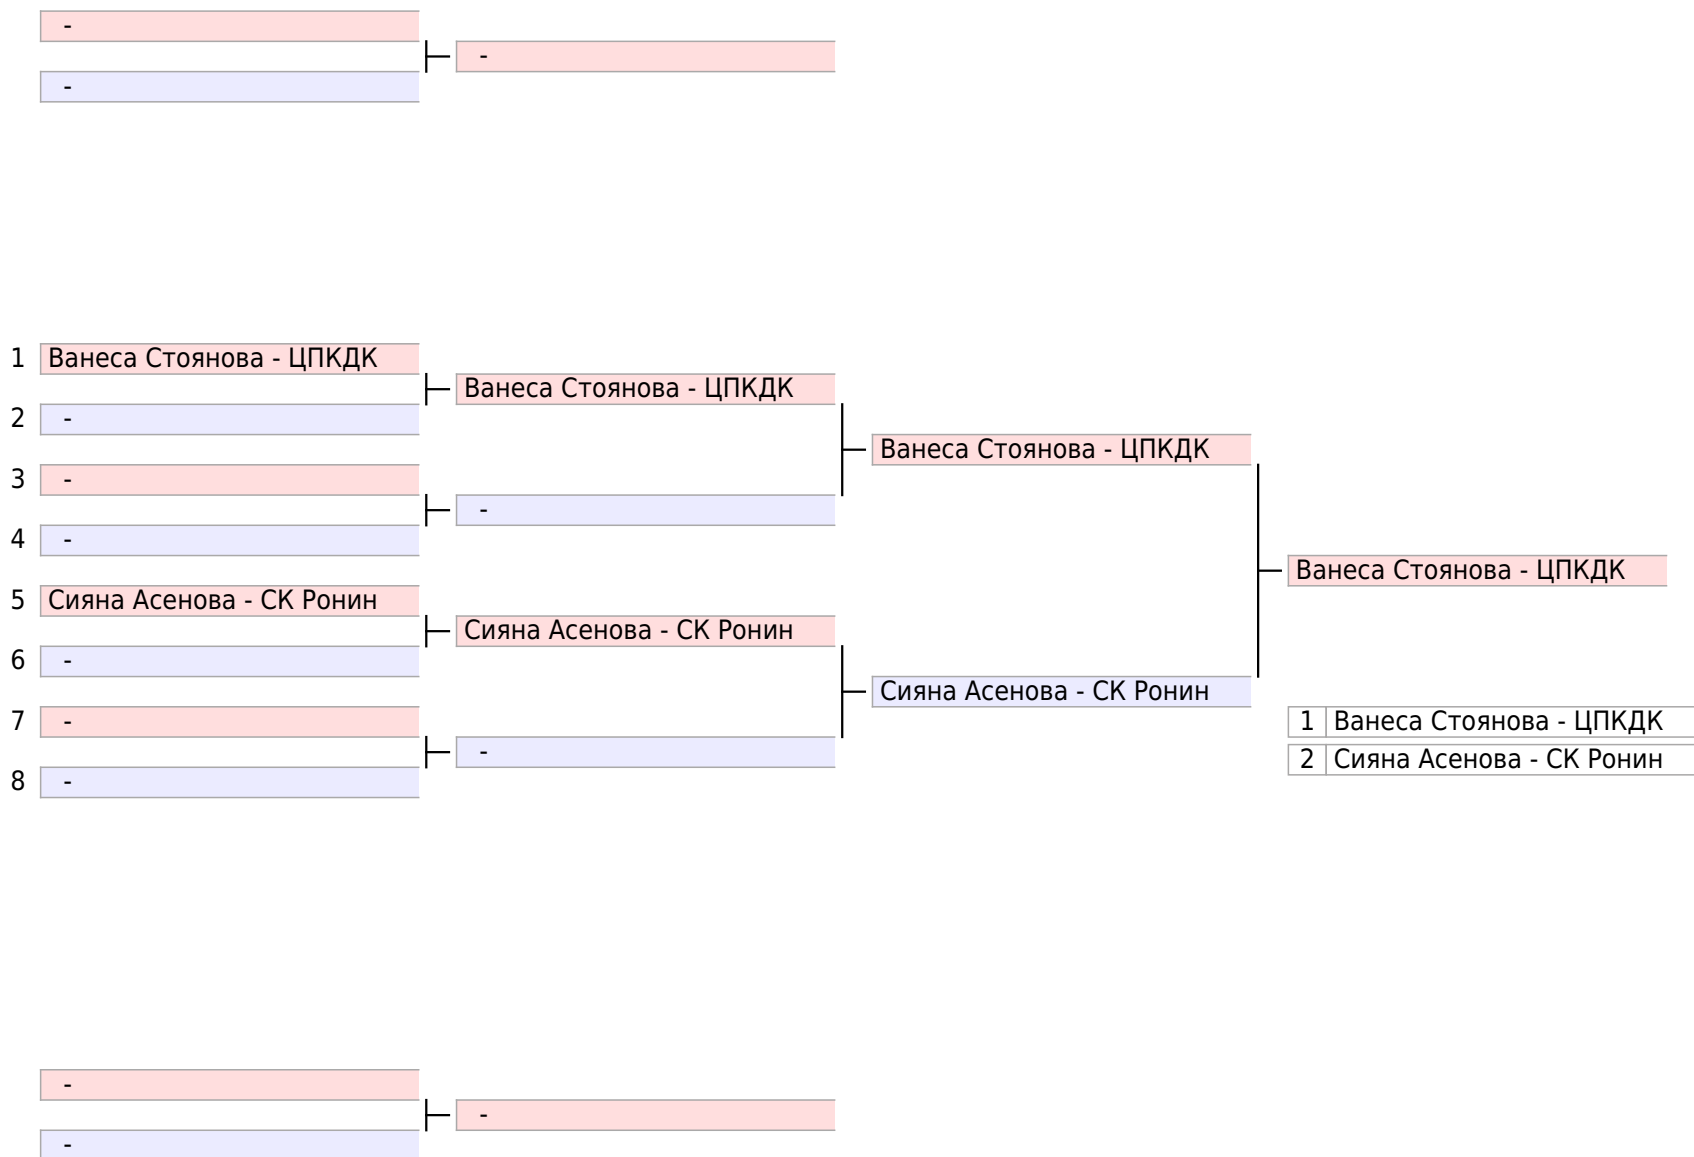 -
-
-
1 Ванеса Стоянова - ЦПКДК
Ванеса Стоянова - ЦПКДК
2 -
Ванеса Стоянова - ЦПКДК
3 -
-
4 -
Ванеса Стоянова - ЦПКДК
5 Сияна Асенова - СК Ронин
Сияна Асенова - СК Ронин
6 -
Сияна Асенова - СК Ронин
7 -
1 Ванеса Стоянова - ЦПКДК
-
2 Сияна Асенова - СК Ронин
8 -
-
-
-